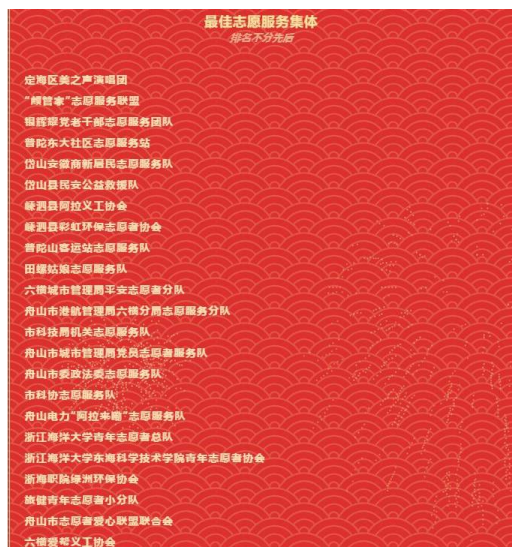 最佳志愿服务集体
排名不分先后
定海区美之声演唱团
“颇管拿”志愿服务联盟
银辉璀党老干部志愿服务团队
普陀东大社区志愿服务站
岱山安徽商新居民志愿服务队
岱山县民安公益救援队
嵊泗县阿拉义工协会
嵊泗县彩虹环保志愿者协会
普陀山客运站志愿服务队
田螺姑娘志愿服务队
六横城市管理局平安志愿者分队
舟山市港航管理局六横分局志愿服务分队
市科技局机关志愿服务队
舟山市城市管理局党员志愿者服务队
舟山市委政法委志愿服务队
市科协志愿服务队
舟山电力“阿拉来嘞”志愿服务队
浙江海洋大学青年志愿者总队
浙江海洋大学东海科学技术学院青年志愿者协会
浙海职院绿洲环保协会
旅健青年志愿者小分队
舟山市志愿者爱心联盟联合会
六横爱帮义工协会